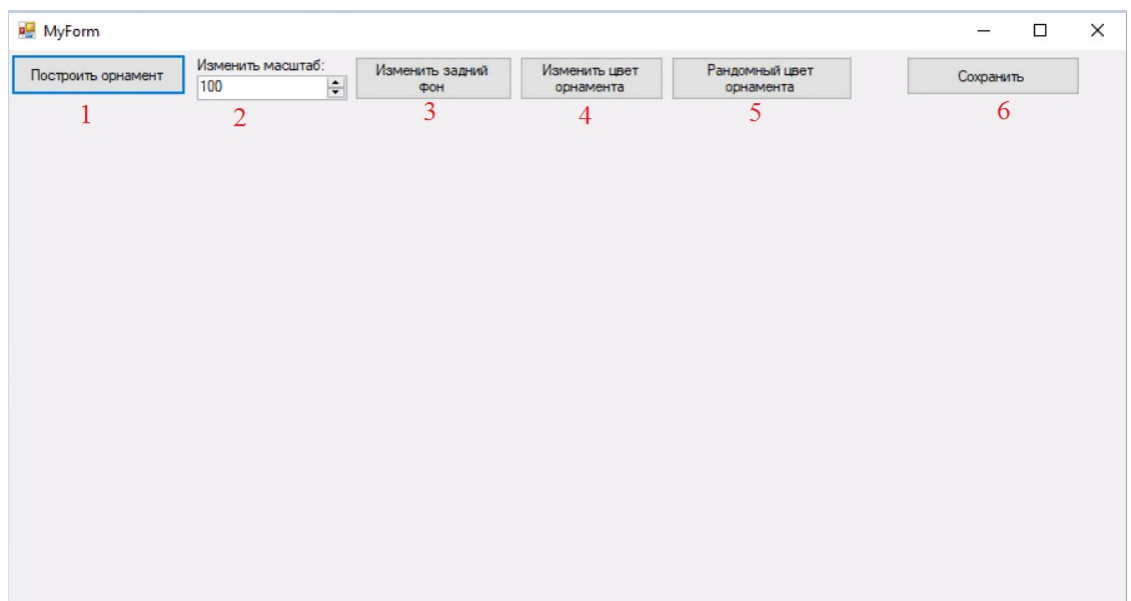 MyForm
Построить орнамент
Изменить масштаб:
100
Изменить задний
фон
Изменить цвет
орнамента
Рандомный цвет
орнамента
Сохранить
1
2
3
4
5
6